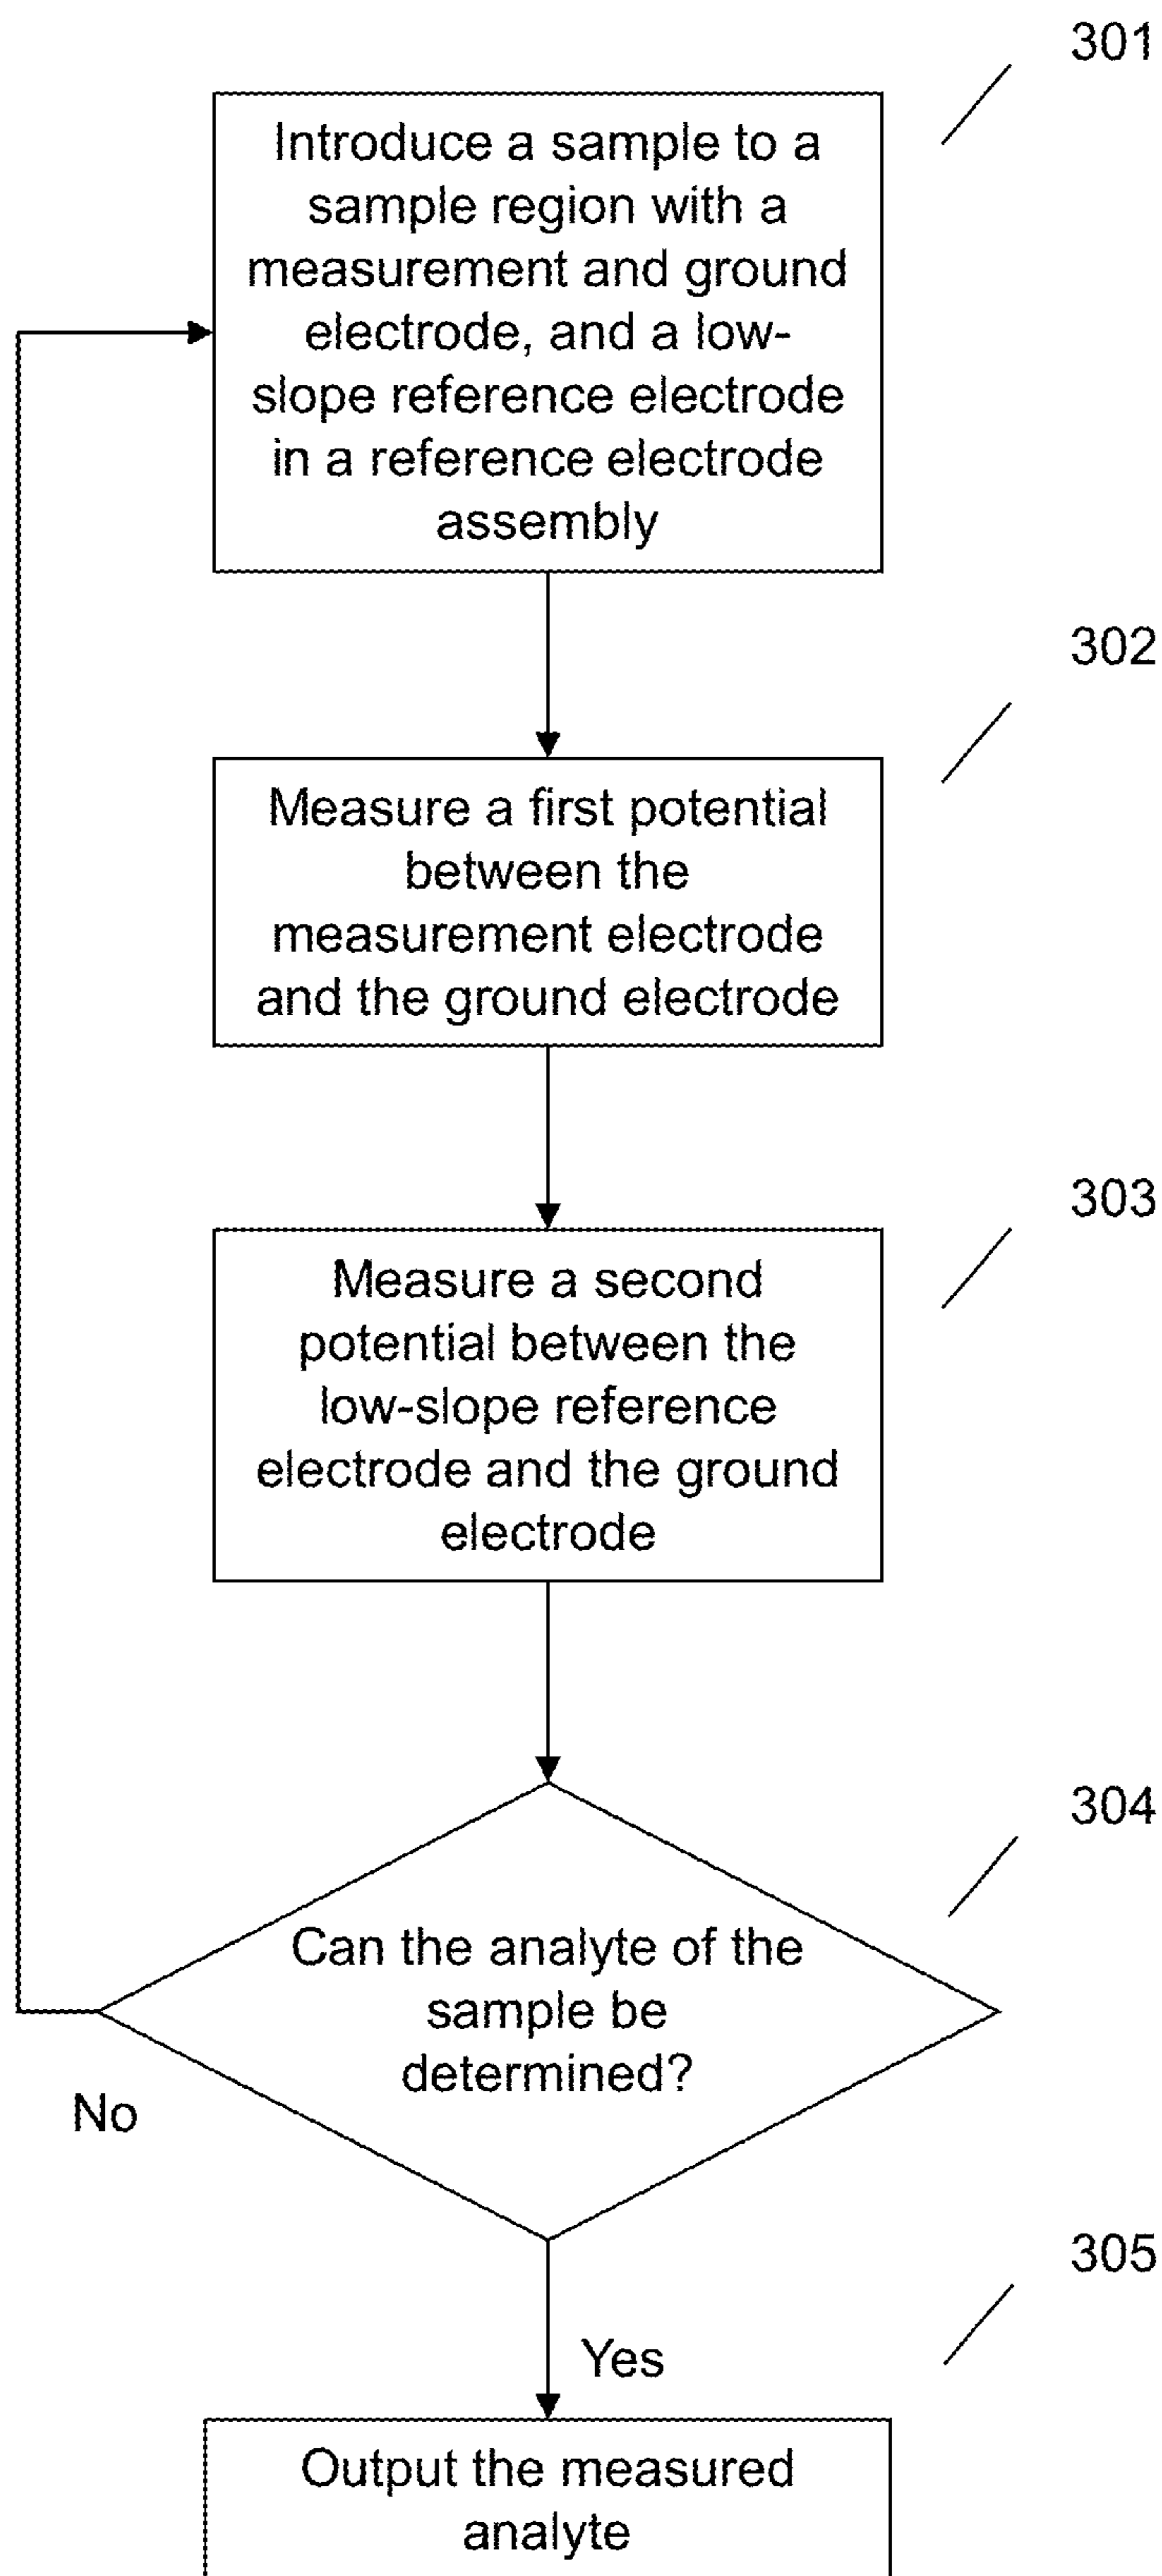 301
Introduce a sample to a
sample region with a
measurement and ground
electrode, and a low-
slope reference electrode
in a reference electrode
assembly
302
Measure a first potential
between the
measurement electrode
and the ground electrode
303
Measure a second
potential between the
low-slope reference
electrode and the ground
electrode
304
Can the analyte of the
sample be
determined?
No
305
Yes
Output the measured
analyte